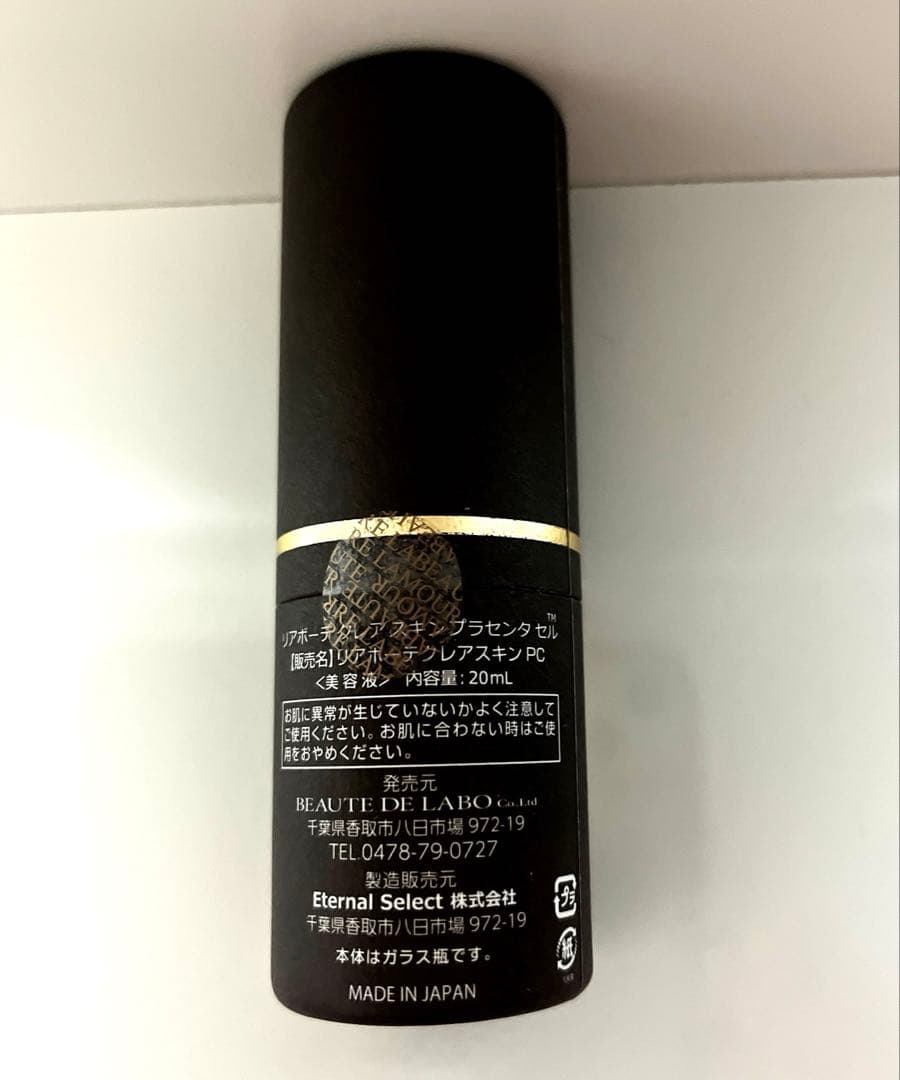 リアボーテ クレア スキン プラセンタ セル™
【販売名】リアボーテクレアスキン PC
<美容液> 内容量:20mL
お肌に異常が生じていないかよく注意して
ご使用ください。お肌に合わない時はご使
用をおやめください。
発売元
BEAUTE DE LABO Co.,Ltd
千葉県香取市八日市場 972-19
TEL.0478-79-0727
製造販売元
Eternal Select 株式会社
千葉県香取市八日市場 972-19
プラ
紙
本体はガラス瓶です。
MADE IN JAPAN